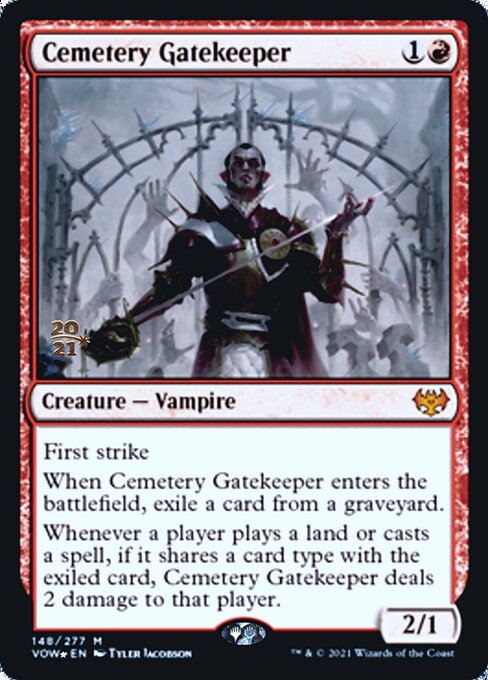 Cemetery Gatekeeper 1
20
21
Creature — Vampire
First strike
When Cemetery Gatekeeper enters the
battlefield, exile a card from a graveyard.
Whenever a player plays a land or casts
a spell, if it shares a card type with the
exiled card, Cemetery Gatekeeper deals
2 damage to that player.
2/1
148/277 M
VOW★EN Tyler Jacobson
™ & © 2021 Wizards of the Coast